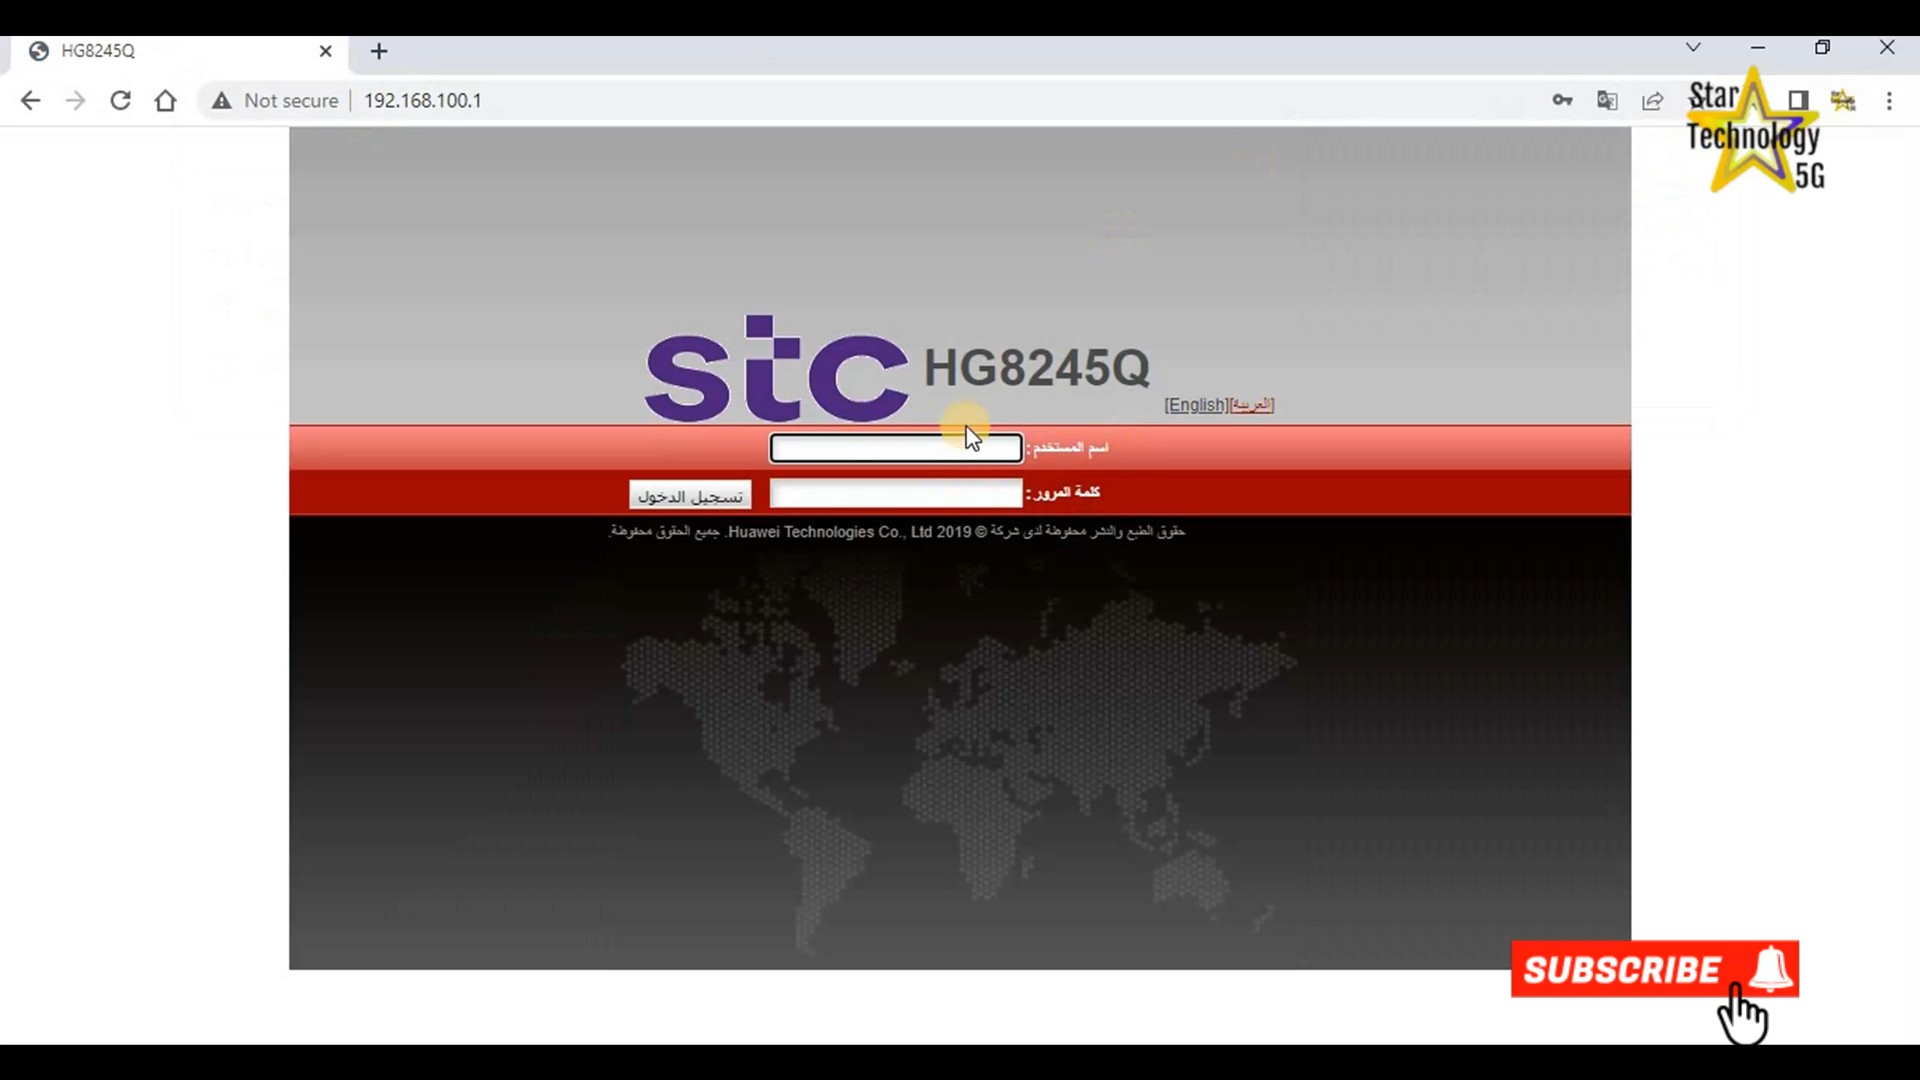 HG8245Q
Not secure 192.168.100.1
Star
Technology
5G
stc HG8245Q
[English][العربية]
اسم المستخدم :
كلمة المرور :
تسجيل الدخول
حقوق الطبع والنشر محفوظة لدى شركة © Huawei Technologies Co., Ltd 2019. جميع الحقوق محفوظة.
SUBSCRIBE